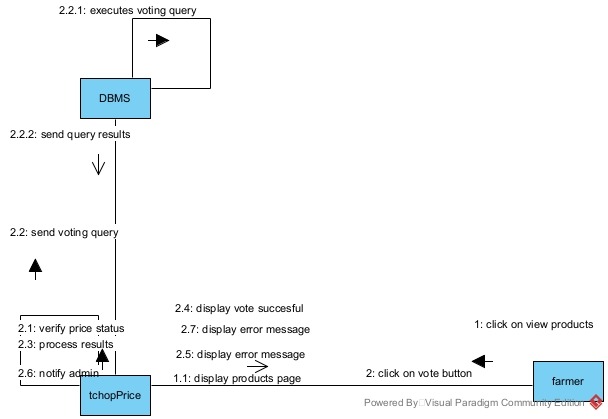 2.2.1: executes voting query
DBMS
2.2.2: send query results
2.2: send voting query
2.4: display vote succesful
2.1: verify price status
2.7: display error message
1: click on view products
2.3: process results
2.5: display error message
2.6: notify admin
1.1: display products page
2: click on vote button
farmer
tchopPrice
Powered By Visual Paradigm Community Edition